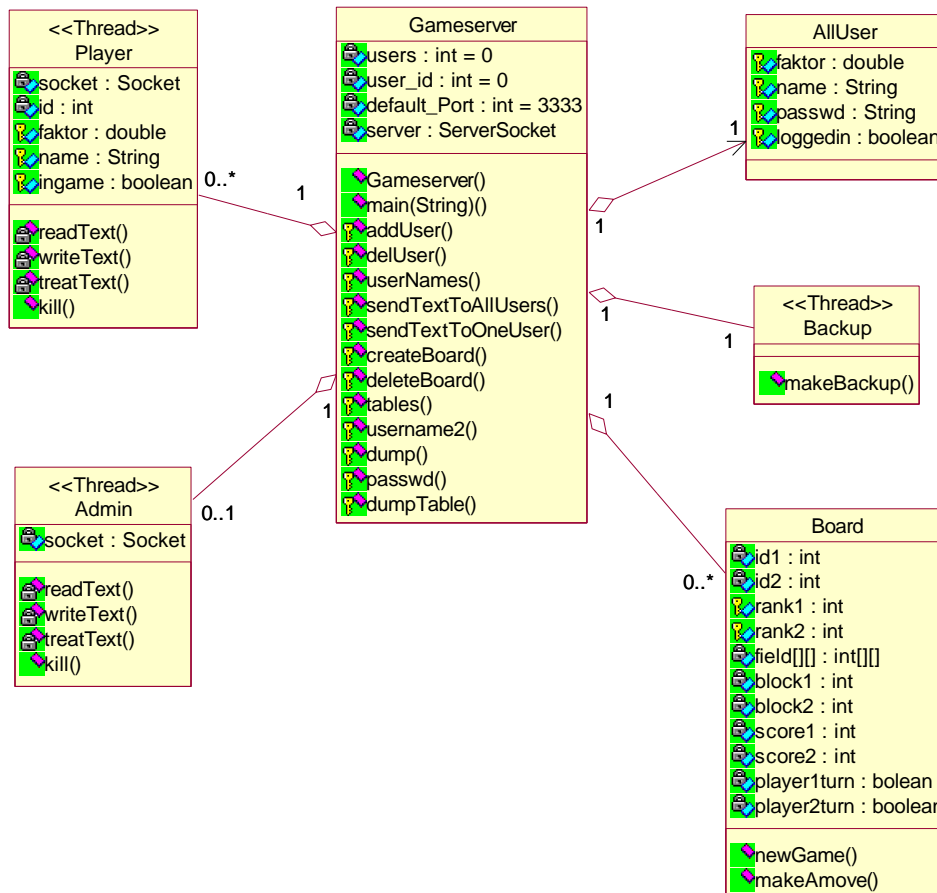 <<Thread>>
Player
socket : Socket
id : int
faktor : double
name : String
ingame : boolean
readText()
writeText()
treatText()
kill()
0..*
1
Gameserver
users : int = 0
user_id : int = 0
default_Port : int = 3333
server : ServerSocket
Gameserver()
main(String)()
addUser()
delUser()
userNames()
sendTextToAllUsers()
sendTextToOneUser()
createBoard()
deleteBoard()
tables()
username2()
dump()
passwd()
dumpTable()
AllUser
faktor : double
name : String
passwd : String
loggedin : boolean
1
1
<<Thread>>
Backup
makeBackup()
1
1
<<Thread>>
Admin
socket : Socket
readText()
writeText()
treatText()
kill()
1
0..1
1
0..*
Board
id1 : int
id2 : int
rank1 : int
rank2 : int
field[][] : int[][]
block1 : int
block2 : int
score1 : int
score2 : int
player1turn : bolean
player2turn : boolean
newGame()
makeAmove()